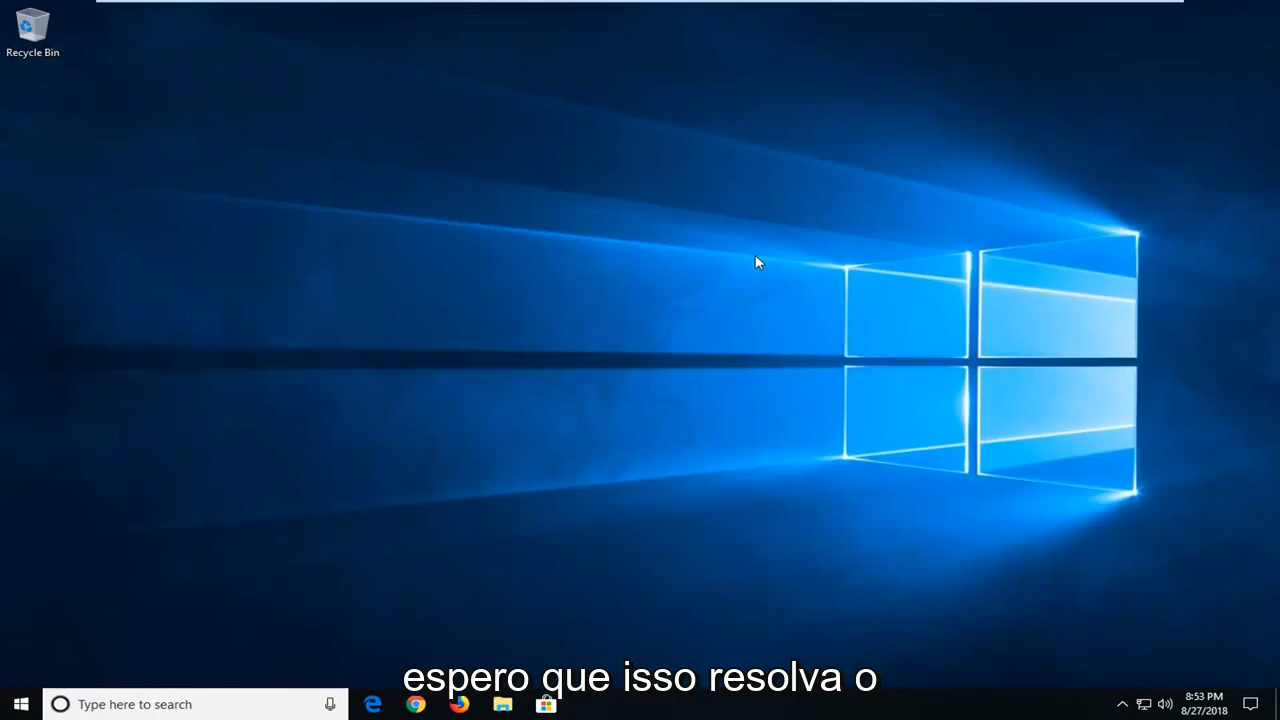 Recycle Bin
espero que isso resolva o
Type here to search
8:53 PM
8/27/2018